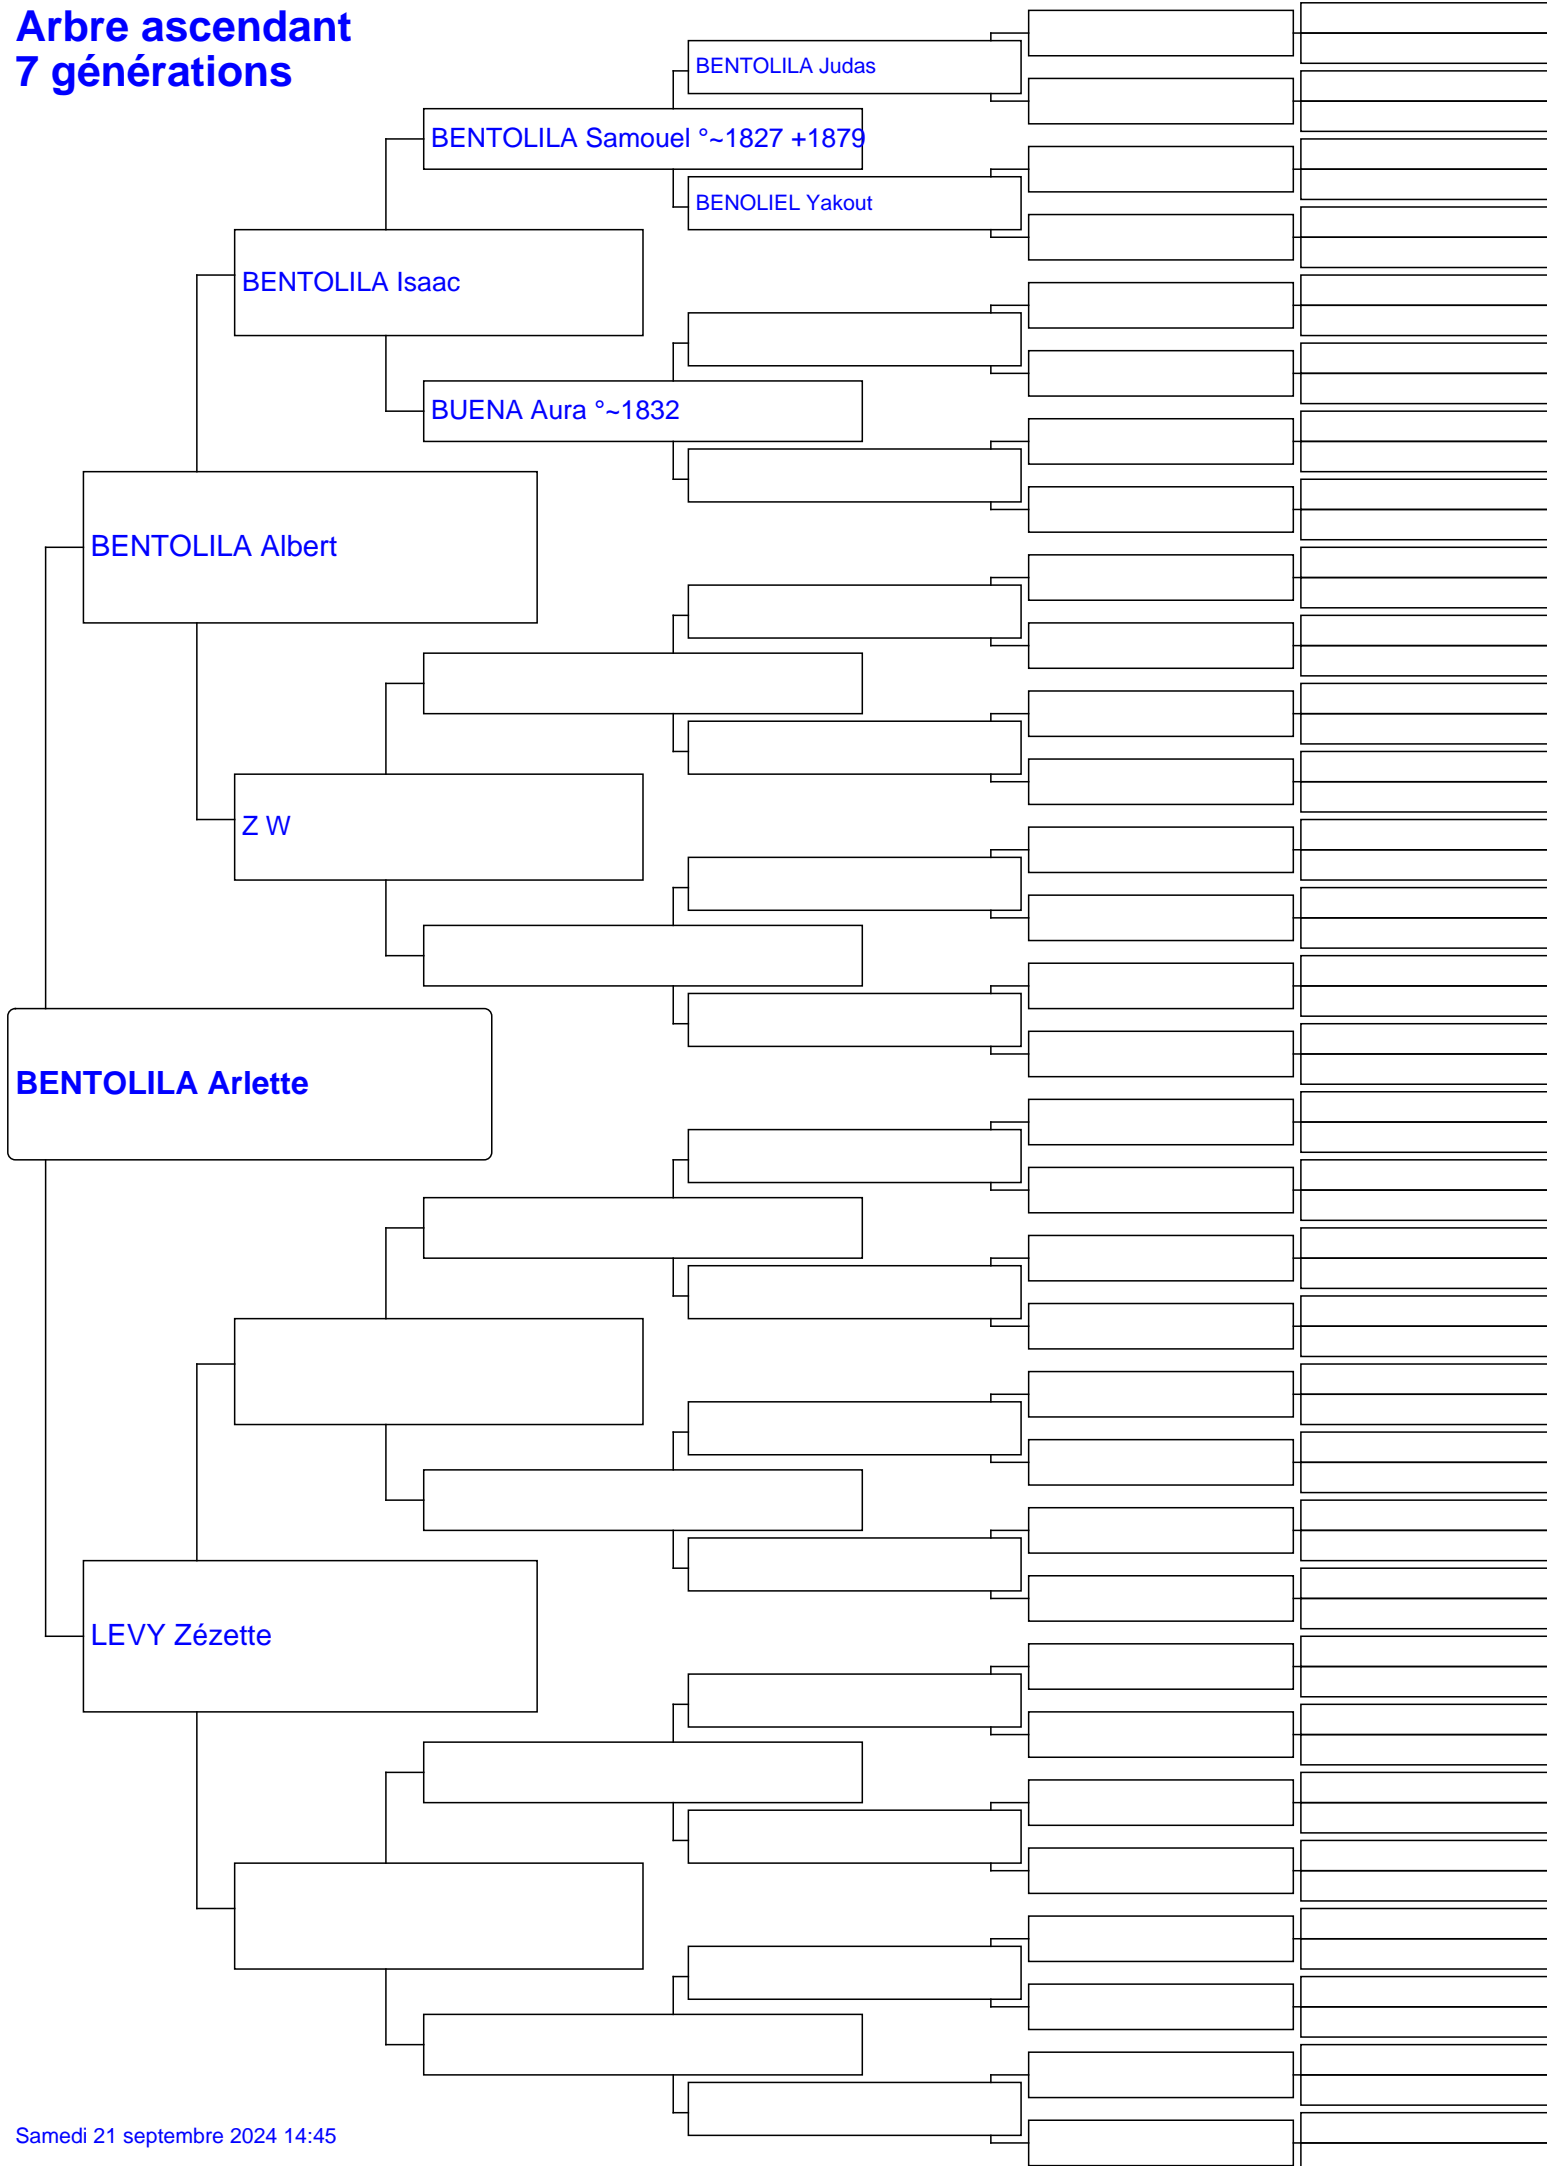 Arbre ascendant
7 générations
BENTOLILA Judas
BENTOLILA Samouel °~1827 +1879
BENOLIEL Yakout
BENTOLILA Isaac
BUENA Aura °~1832
BENTOLILA Albert
Z W
BENTOLILA Arlette
LEVY Zézette
Samedi 21 septembre 2024 14:45